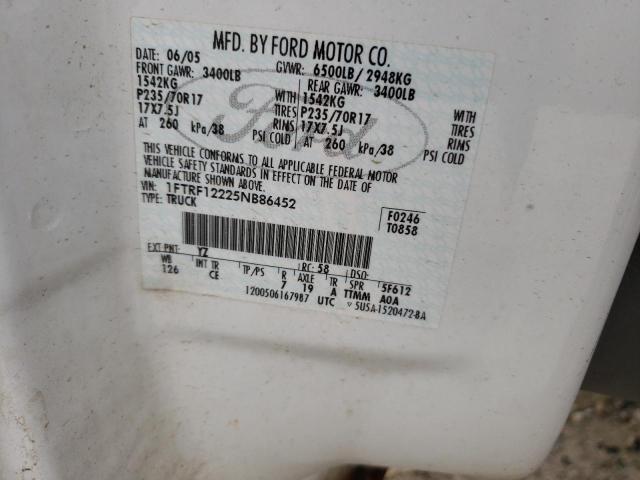 MFD. BY FORD MOTOR CO.
DATE: 06/05 GVWR: 6500LB/ 2948KG
FRONT GAWR: 3400LB REAR GAWR: 3400LB
1542KG WITH 1542KG WITH
P235/70R17 TIRES P235/70R17 TIRES
17X7.5J RIMS 17X7.5J RIMS
AT 260 kPa/38 PSI COLD AT 260 kPa/38 PSI COLD
THIS VEHICLE CONFORMS TO ALL APPLICABLE FEDERAL MOTOR
VEHICLE SAFETY STANDARDS IN EFFECT ON THE DATE OF
MANUFACTURE SHOWN ABOVE.
VIN: 1FTRF12225NB86452
TYPE: TRUCK
F0246
T0858
EXT PNT: YZ RC: 58 DSO:
WB INT TR TP/PS R AXLE TR SPR 5F612
126 CE 7 19 A TTMM A0A
1200506167987 UTC ▽ 5U5A-1520472-BA
Ford